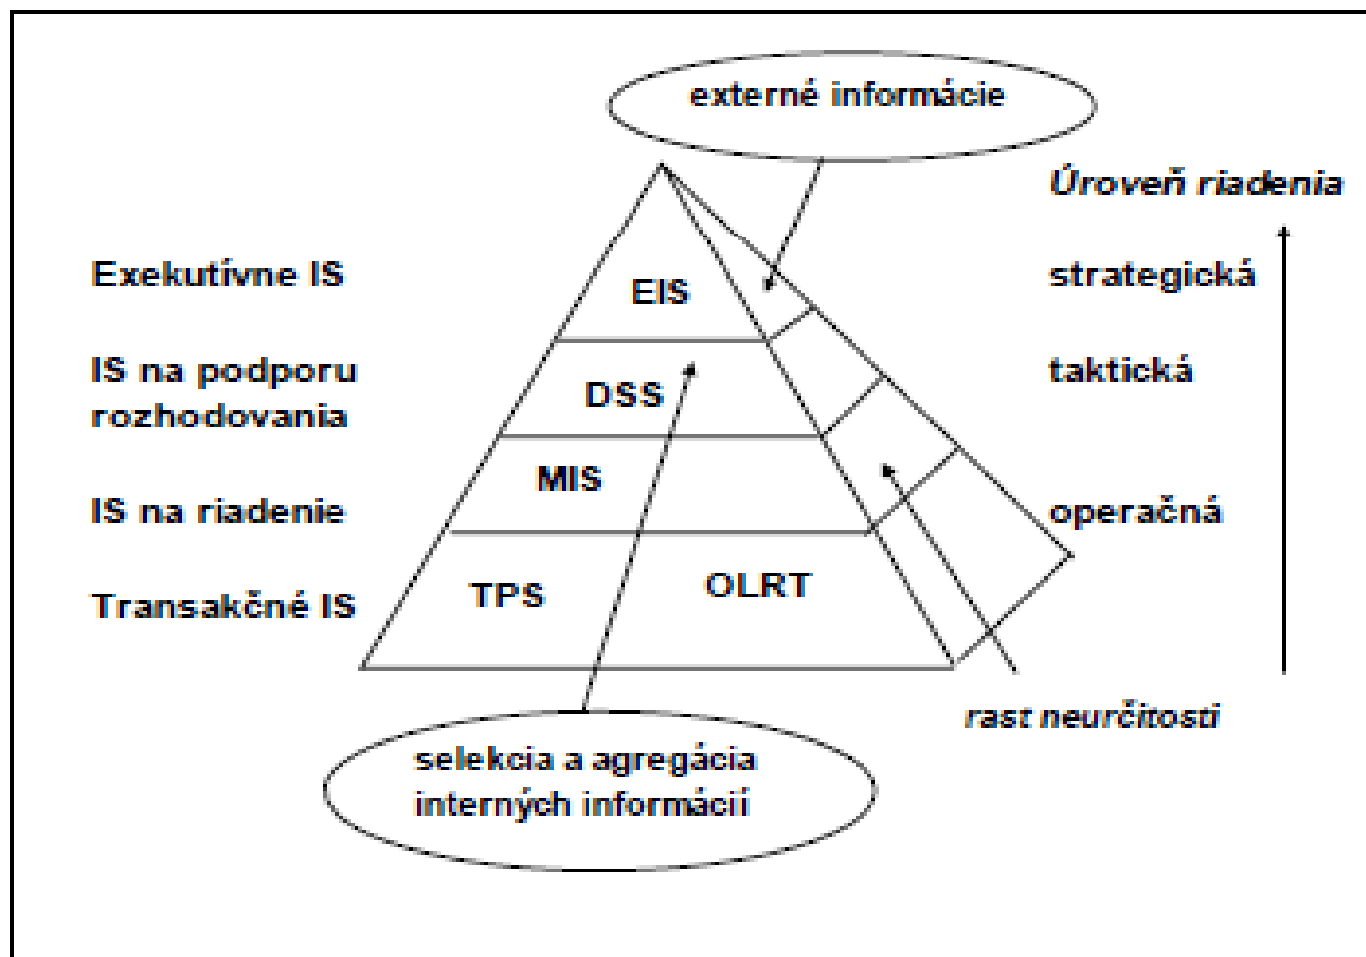 externé informácie
Úroveň riadenia
Exekutívne IS
EIS
strategická
IS na podporu
rozhodovania
DSS
taktická
MIS
IS na riadenie
operačná
Transakčné IS
TPS
OLRT
rast neurčitosti
selekcia a agregácia
interných informácií